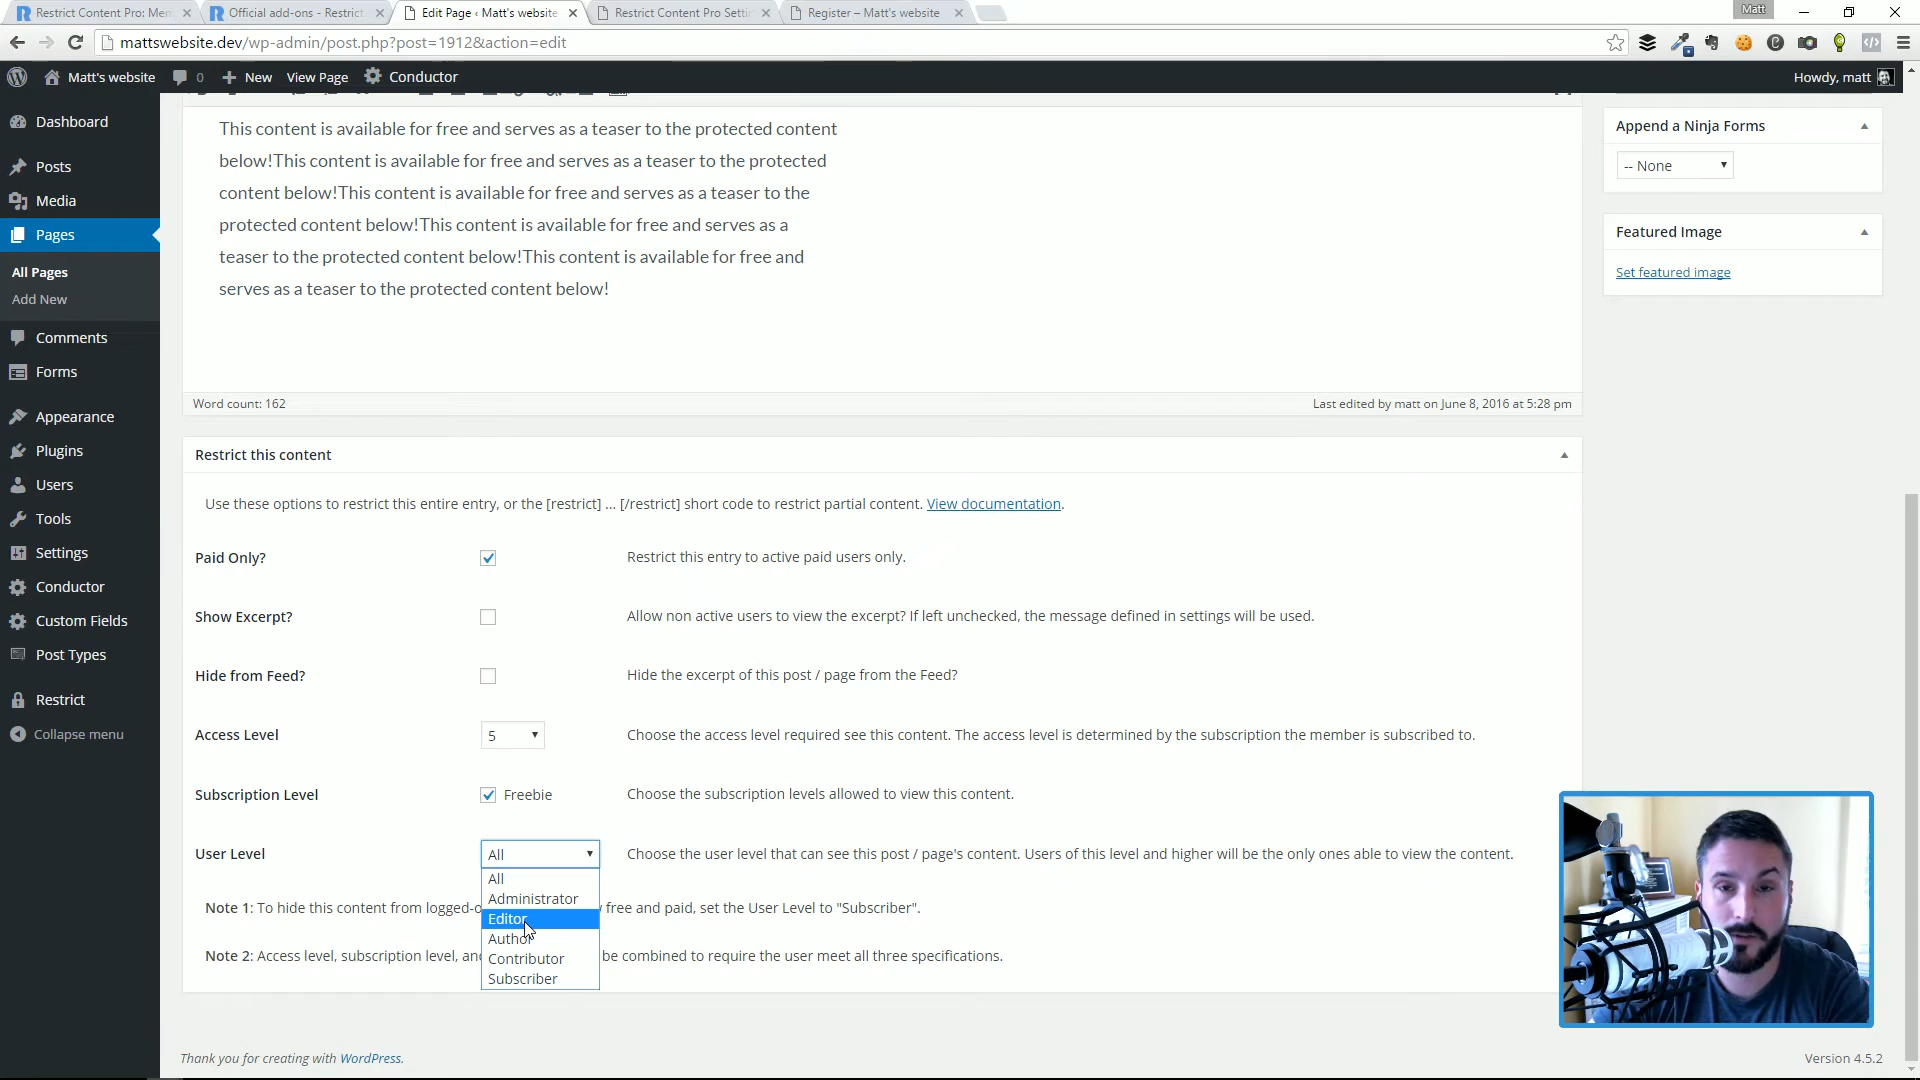 Restrict Content Pro: Mem
Official add-ons - Restrict
Edit Page ‹ Matt's website
Restrict Content Pro Setti
Register – Matt's website
Matt
mattswebsite.dev/wp-admin/post.php?post=1912&action=edit
Matt's website
0
New
View Page
Conductor
Howdy, matt
Dashboard
Posts
Media
Pages
All Pages
Add New
Comments
Forms
Appearance
Plugins
Users
Tools
Settings
Conductor
Custom Fields
Post Types
Restrict
Collapse menu
This content is available for free and serves as a teaser to the protected content
below!This content is available for free and serves as a teaser to the protected
content below!This content is available for free and serves as a teaser to the
protected content below!This content is available for free and serves as a
teaser to the protected content below!This content is available for free and
serves as a teaser to the protected content below!
Word count: 162
Last edited by matt on June 8, 2016 at 5:28 pm
Append a Ninja Forms
-- None
Featured Image
Set featured image
Restrict this content
Use these options to restrict this entire entry, or the [restrict] ... [/restrict] short code to restrict partial content. View documentation.
Paid Only?
Restrict this entry to active paid users only.
Show Excerpt?
Allow non active users to view the excerpt? If left unchecked, the message defined in settings will be used.
Hide from Feed?
Hide the excerpt of this post / page from the Feed?
Access Level
5
Choose the access level required see this content. The access level is determined by the subscription the member is subscribed to.
Subscription Level
Freebie
Choose the subscription levels allowed to view this content.
User Level
All
Choose the user level that can see this post / page's content. Users of this level and higher will be the only ones able to view the content.
All
Administrator
Editor
Author
Contributor
Subscriber
Note 1: To hide this content from logged-o free and paid, set the User Level to "Subscriber".
Note 2: Access level, subscription level, an be combined to require the user meet all three specifications.
Thank you for creating with WordPress.
Version 4.5.2